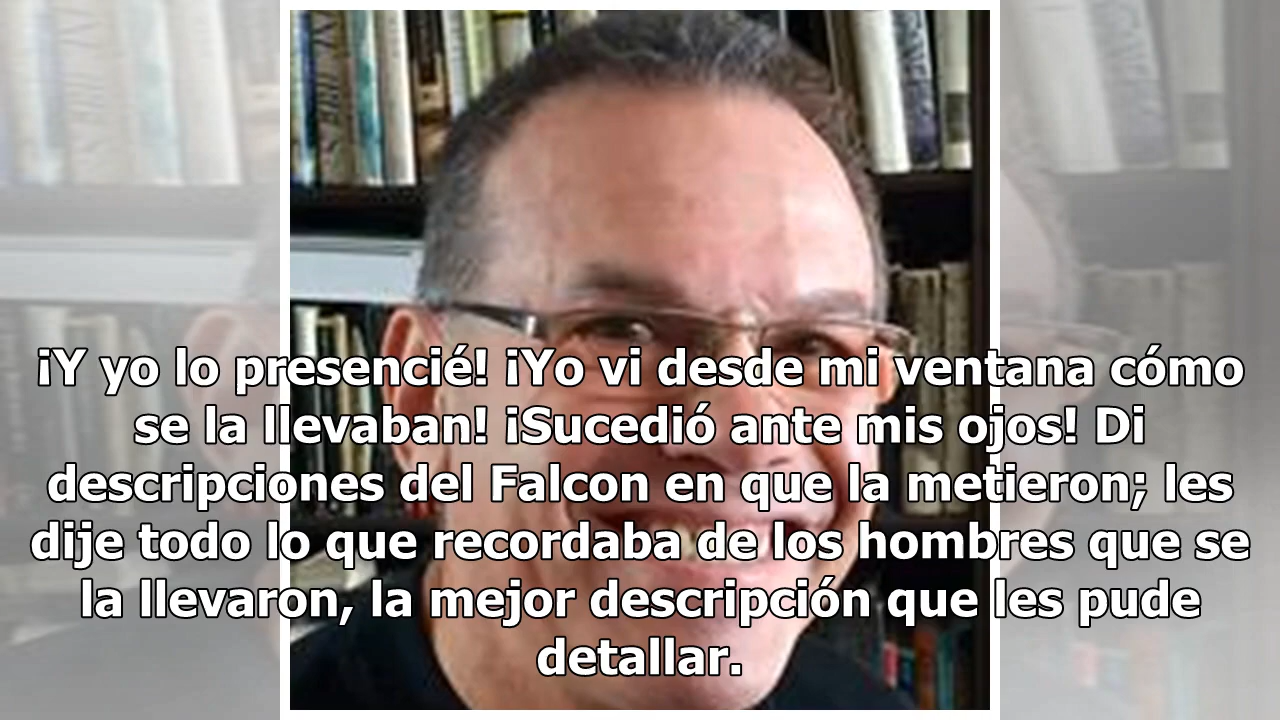 ¡Y yo lo presencié! ¡Yo vi desde mi ventana cómo
se la llevaban! ¡Sucedió ante mis ojos! Di
descripciones del Falcon en que la metieron; les
dije todo lo que recordaba de los hombres que se
la llevaron, la mejor descripción que les pude
detallar.